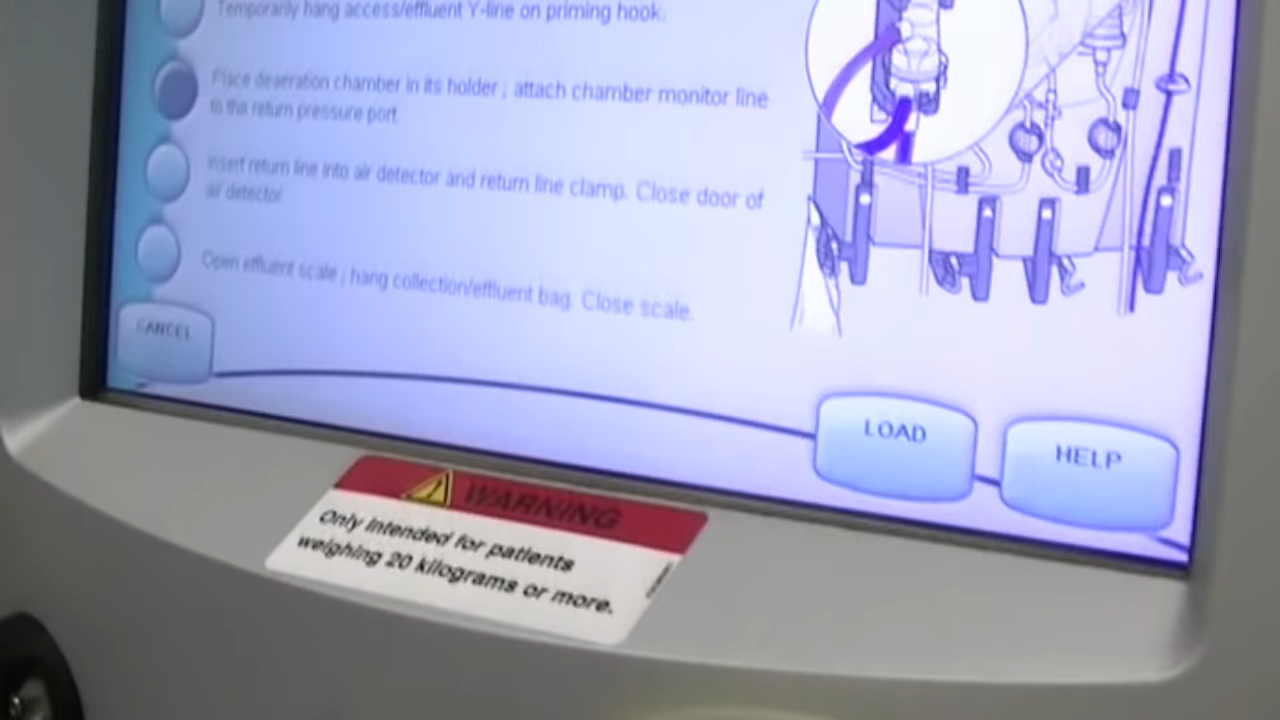 Temporarily hang access/effluent Y-line on priming hook.
Place deaeration chamber in its holder ; attach chamber monitor line
to the return pressure port.
Insert return line into air detector and return line clamp. Close door of
air detector.
Open effluent scale ; hang collection/effluent bag. Close scale.
CANCEL
LOAD
HELP
WARNING
Only intended for patients
weighing 20 kilograms or more.